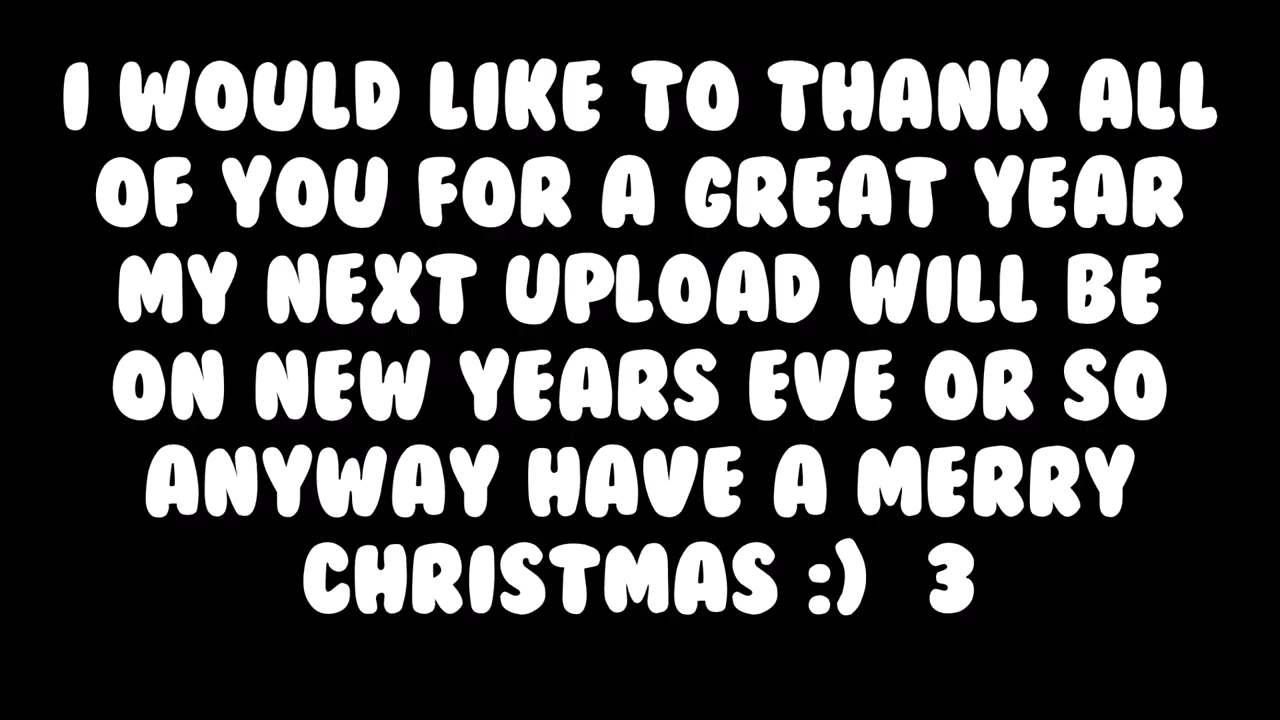 I WOULD LIKE TO THANK ALL
OF YOU FOR A GREAT YEAR
MY NEXT UPLOAD WILL BE
ON NEW YEARS EVE OR SO
ANYWAY HAVE A MERRY
CHRISTMAS :) 3